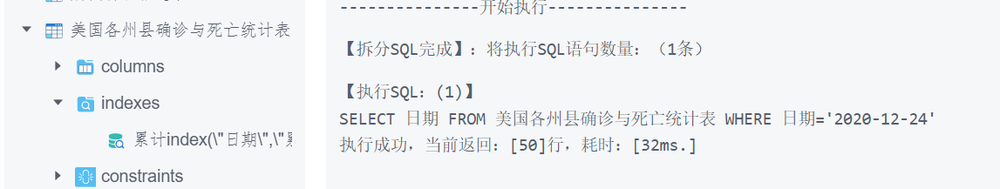 美国各州县确诊与死亡统计表
columns
indexes
累计index(\"日期\",\"累
constraints
---------------开始执行---------------
【拆分SQL完成】：将执行SQL语句数量：（1条）
【执行SQL：(1)】
SELECT 日期 FROM 美国各州县确诊与死亡统计表 WHERE 日期='2020-12-24'
执行成功，当前返回：[50]行，耗时：[32ms.]